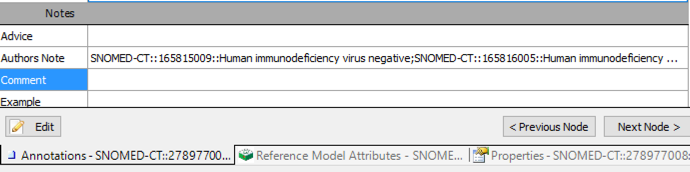 Notes
Advice
Authors Note SNOMED-CT::165815009::Human immunodeficiency virus negative;SNOMED-CT::165816005::Human immunodeficiency ...
Comment
Example
Edit < Previous Node Next Node >
Annotations - SNOMED-CT::27897700... Reference Model Attributes - SNOME... Properties - SNOMED-CT::278977008: